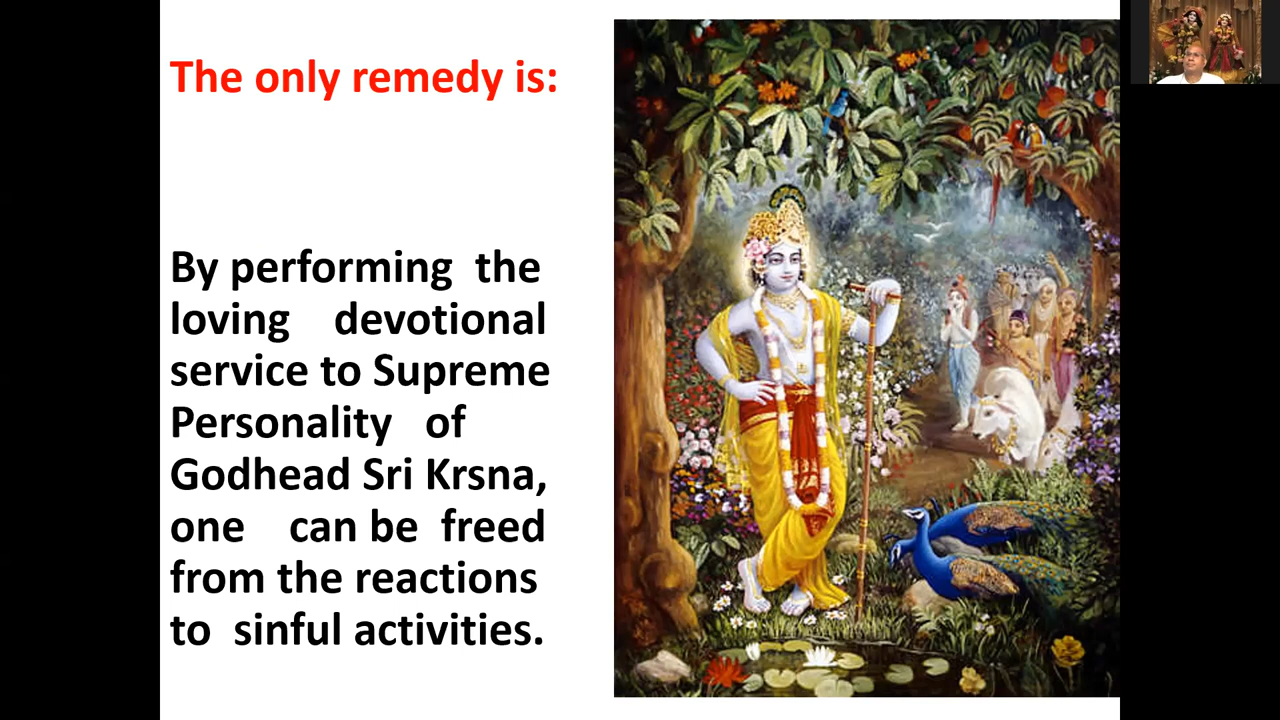 The only remedy is:
By performing the
loving devotional
service to Supreme
Personality of
Godhead Sri Krsna,
one can be freed
from the reactions
to sinful activities.